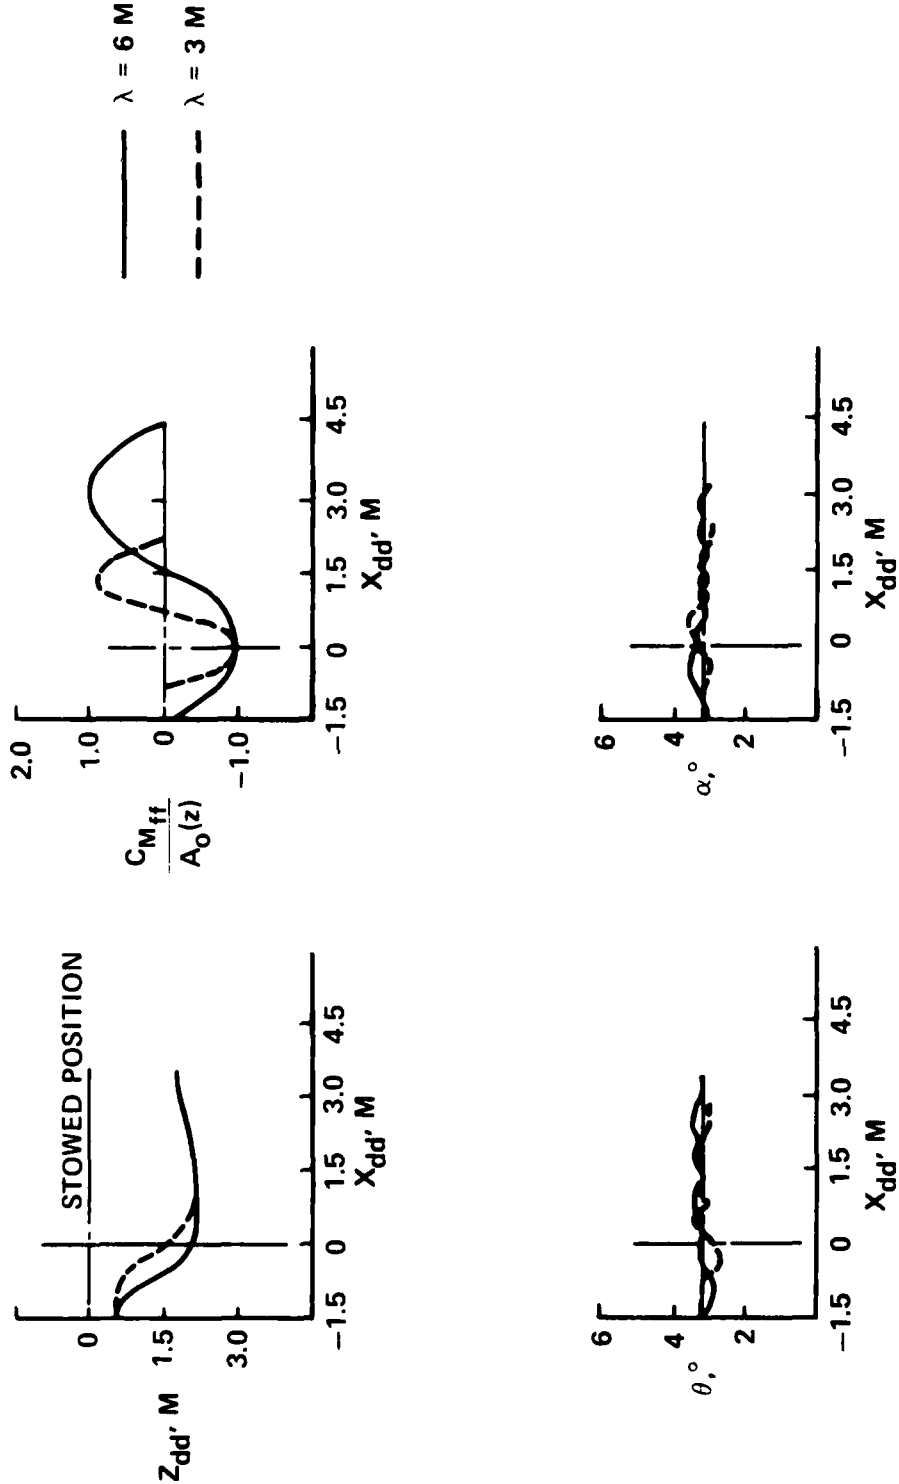 λ = 6 M
λ = 3 M
STOWED POSITION
0
1.5
3.0
Z_dd, M
−1.5 0 1.5 3.0 4.5
X_dd, M
2.0
1.0
0
−1.0
C_M_ff
A_o(z)
−1.5 0 1.5 3.0 4.5
X_dd, M
6
4
2
θ,°
−1.5 0 1.5 3.0 4.5
X_dd, M
6
4
2
α,°
−1.5 0 1.5 3.0 4.5
X_dd, M